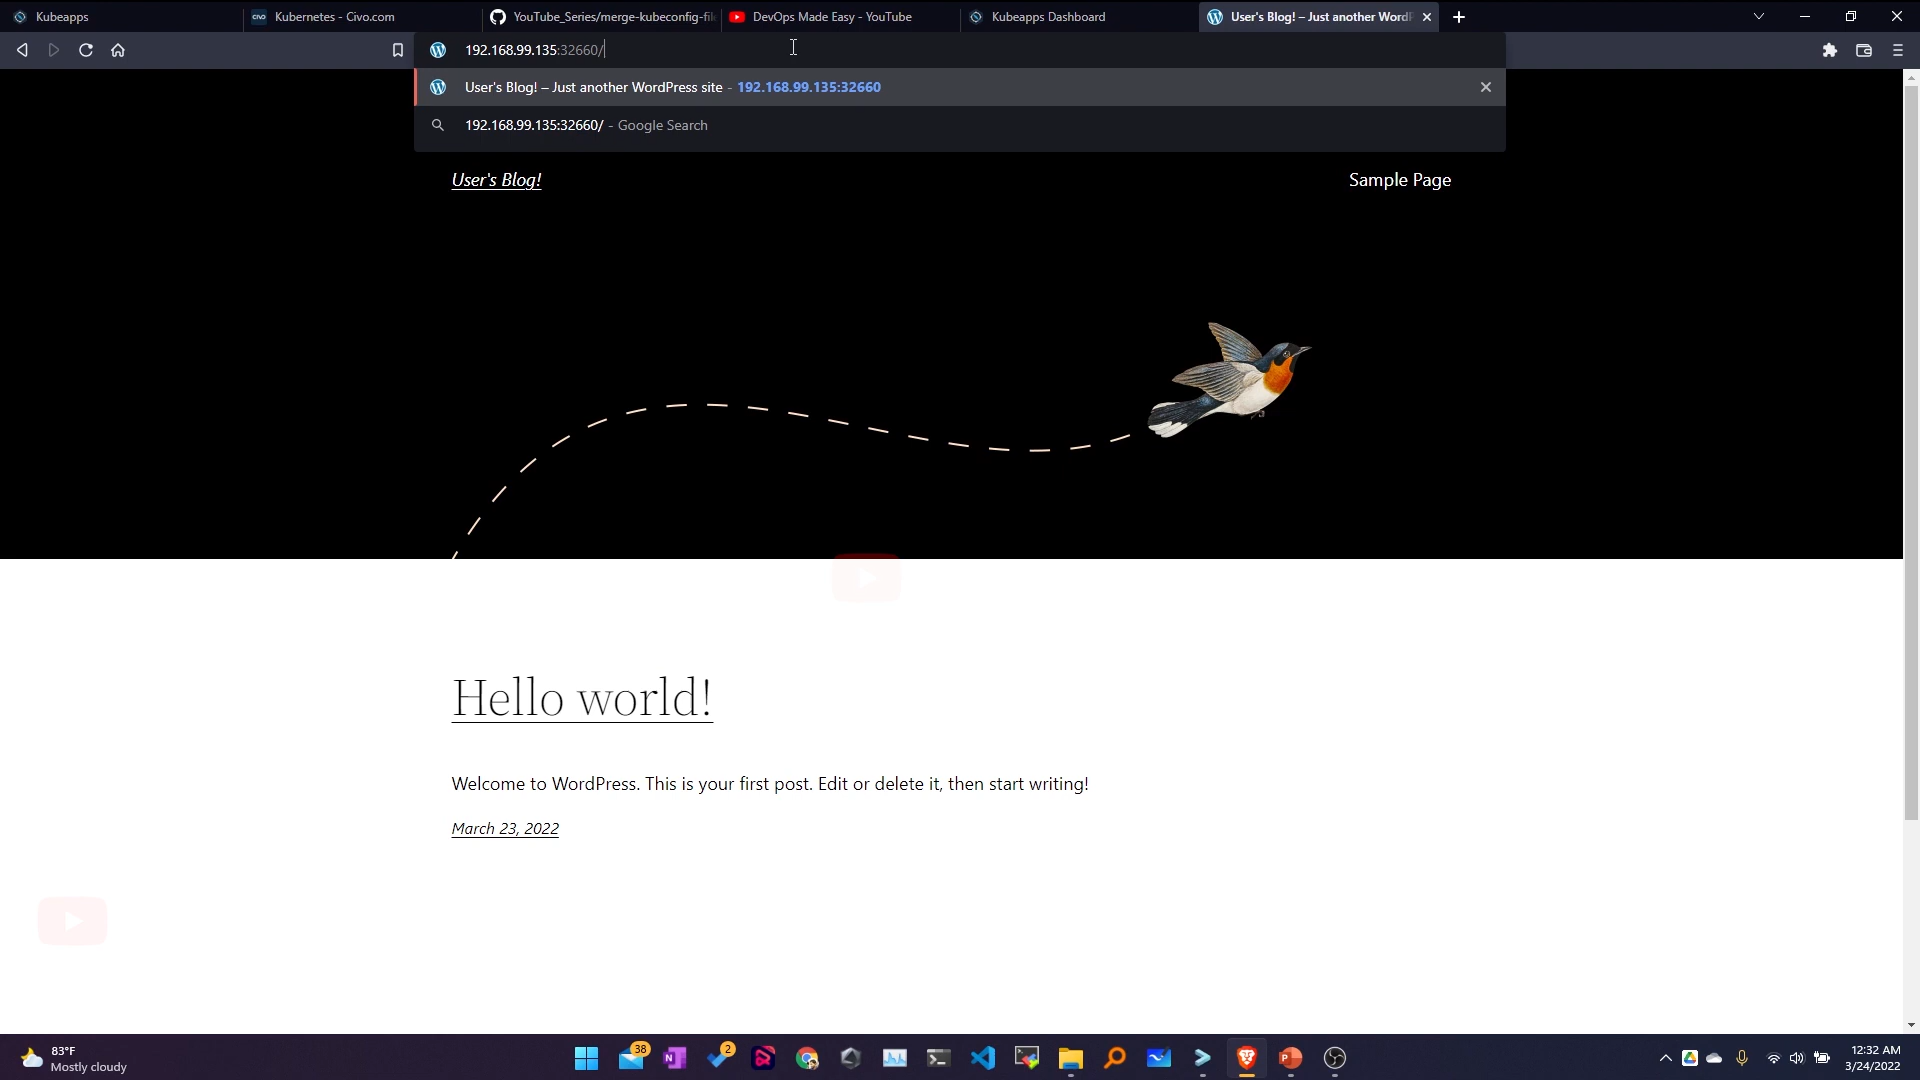 Kubeapps
CIVO Kubernetes - Civo.com
YouTube_Series/merge-kubeconfig-fil
DevOps Made Easy - YouTube
Kubeapps Dashboard
User's Blog! – Just another WordP
192.168.99.135:32660/
User's Blog! – Just another WordPress site - 192.168.99.135:32660
192.168.99.135:32660/ - Google Search
User's Blog!
Sample Page
Hello world!
Welcome to WordPress. This is your first post. Edit or delete it, then start writing!
March 23, 2022
83°F
Mostly cloudy
38
N
2
P
12:32 AM
3/24/2022